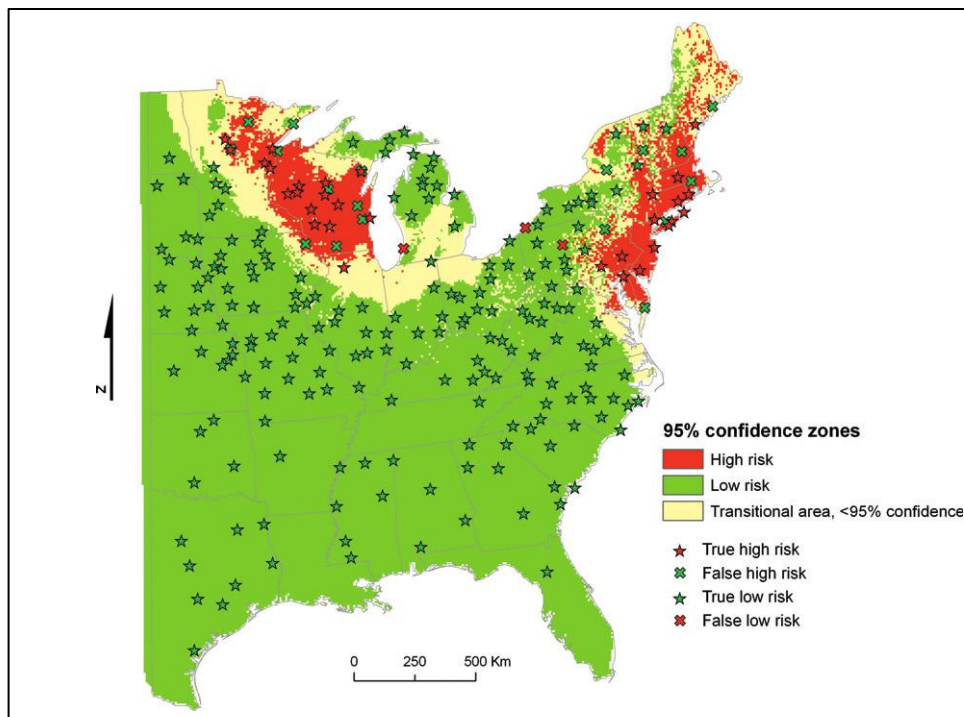 N
95% confidence zones
High risk
Low risk
Transitional area, <95% confidence
True high risk
False high risk
True low risk
False low risk
0 250 500 Km